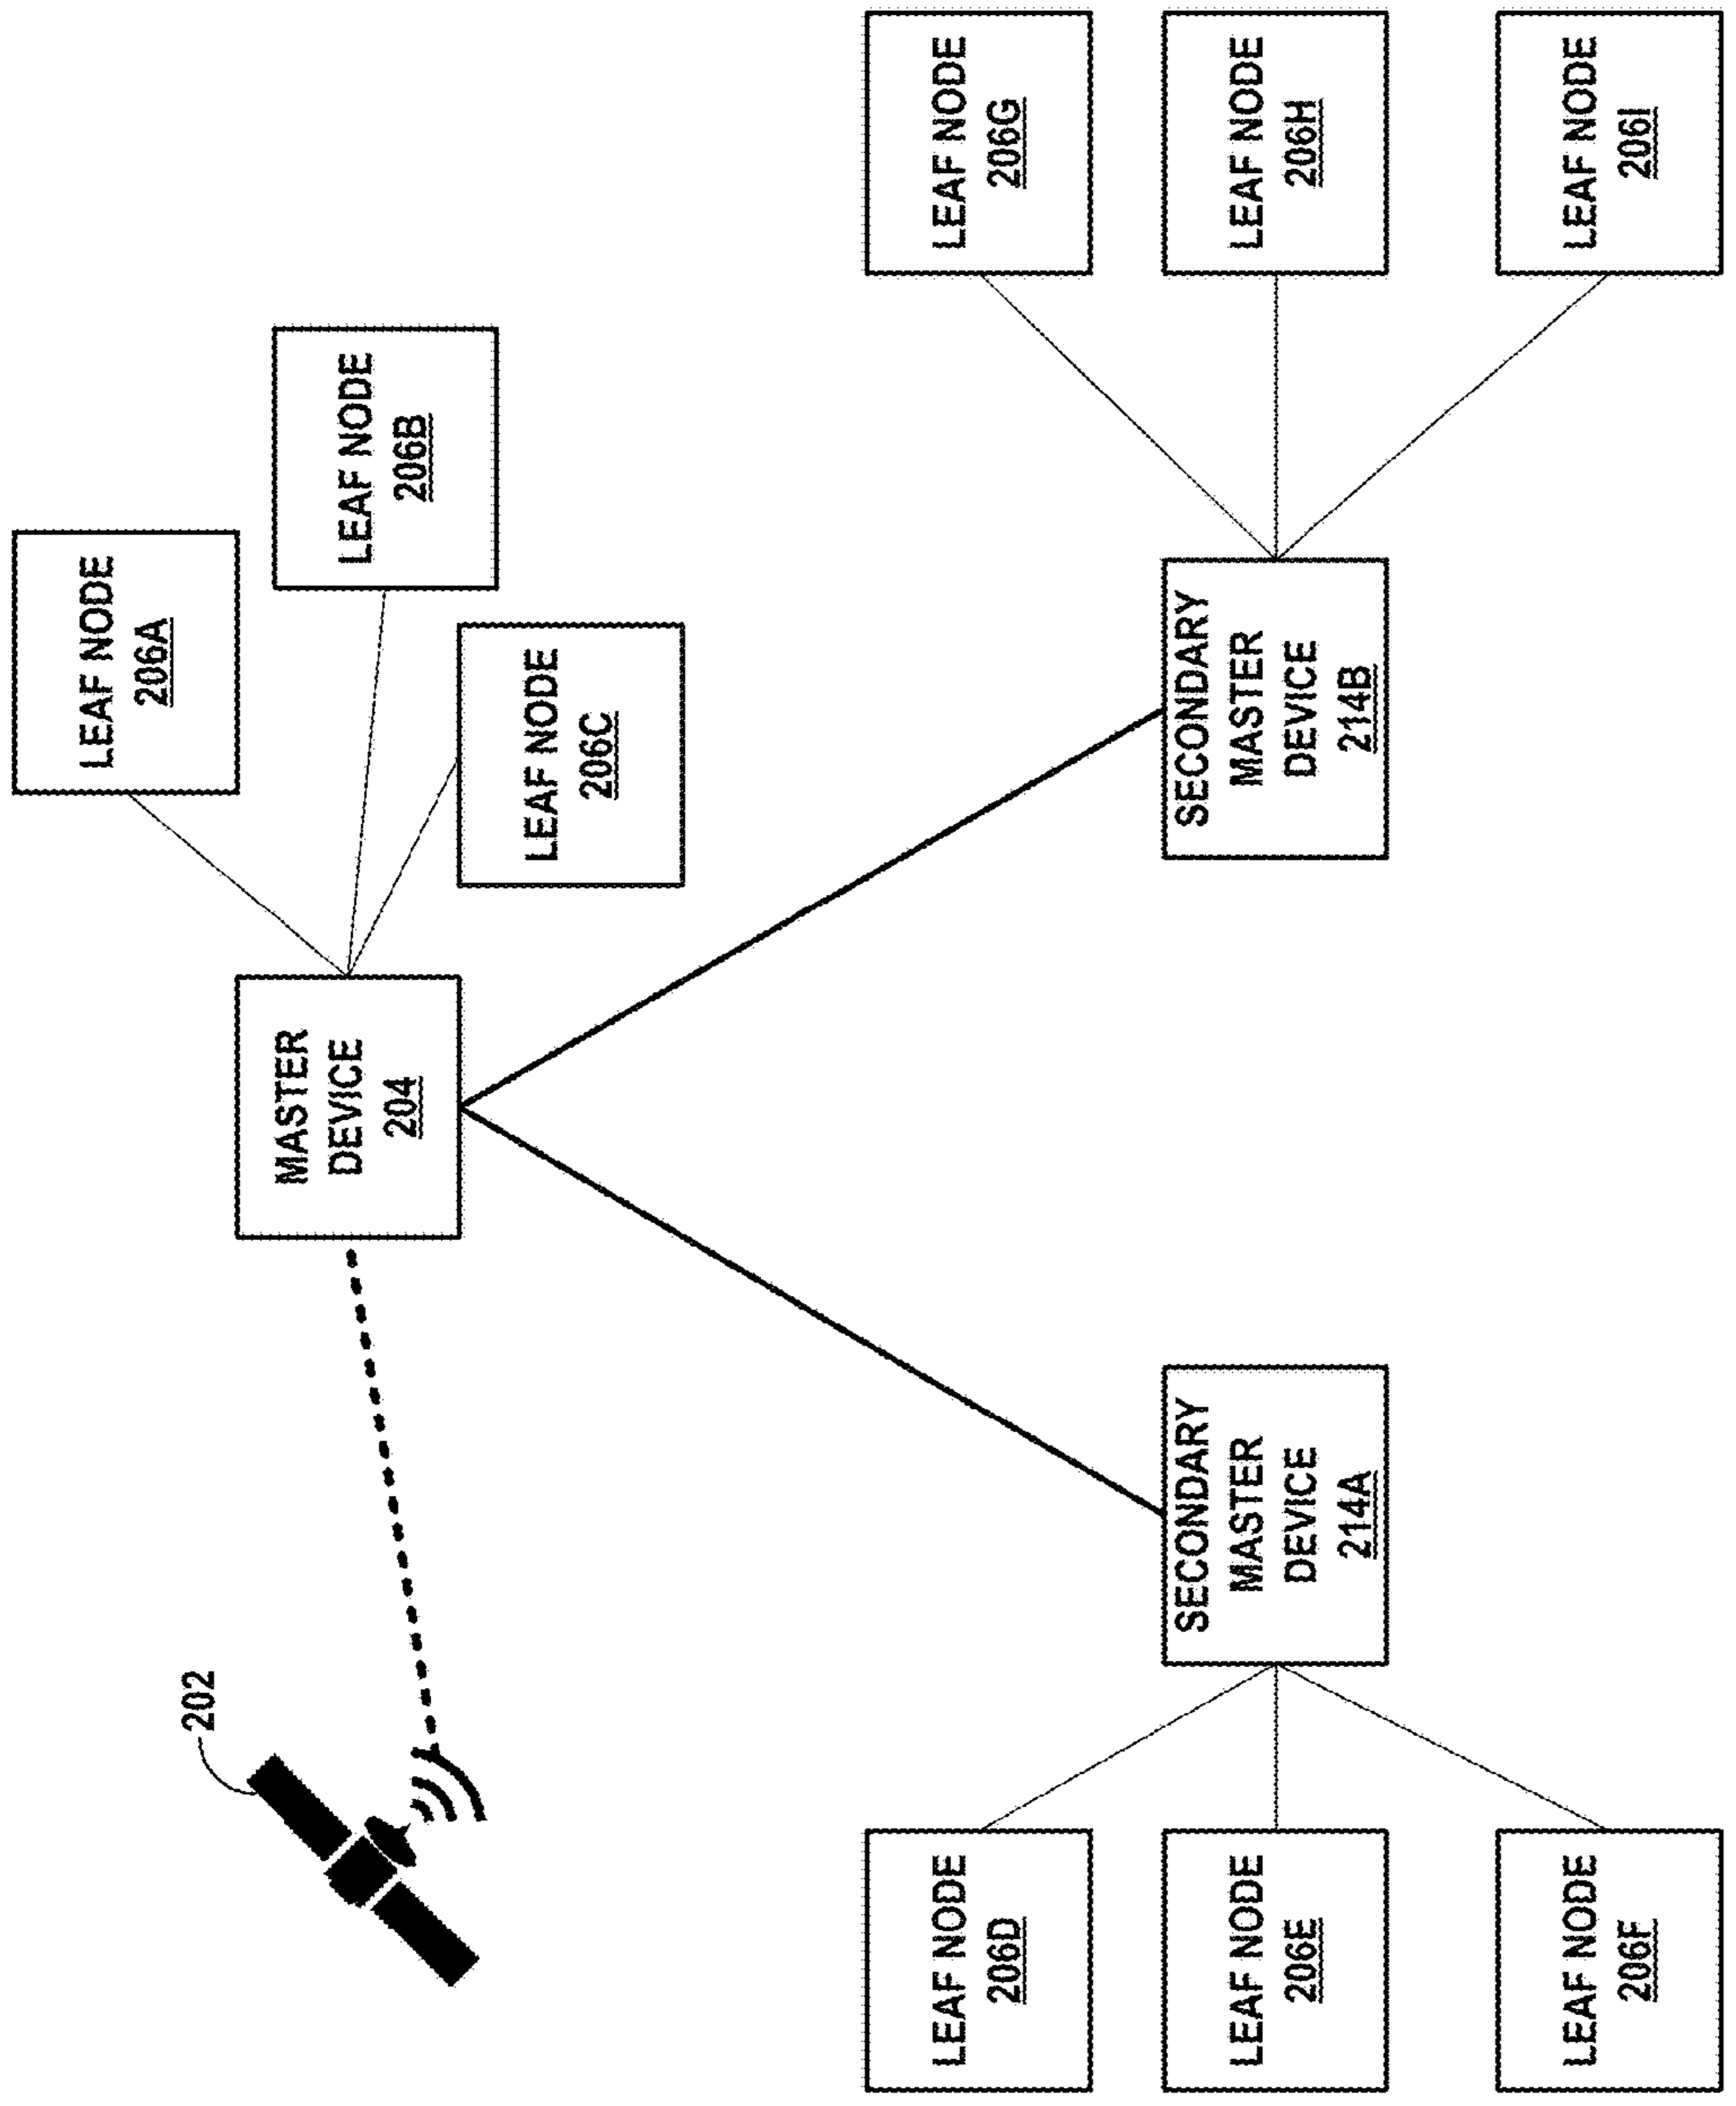 202
MASTER
DEVICE
204
LEAF NODE
206A
LEAF NODE
206B
LEAF NODE
206C
SECONDARY
MASTER
DEVICE
214A
SECONDARY
MASTER
DEVICE
214B
LEAF NODE
206D
LEAF NODE
206E
LEAF NODE
206F
LEAF NODE
206G
LEAF NODE
206H
LEAF NODE
206I